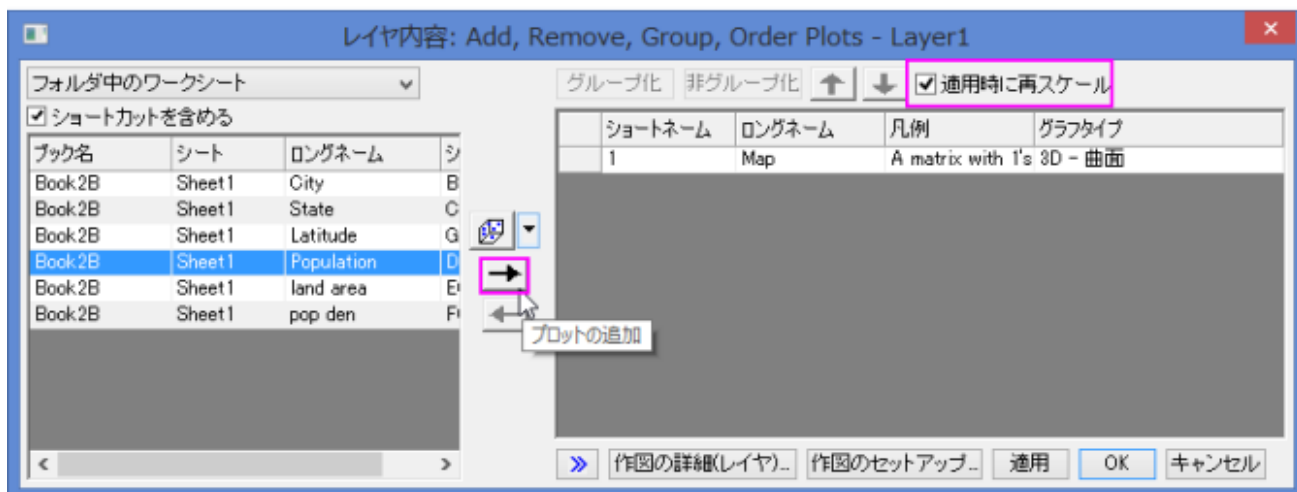 レイヤ内容: Add, Remove, Group, Order Plots - Layer1
フォルダ中のワークシート
ショートカットを含める
ブック名 シート ロングネーム シ
Book2B Sheet1 City B
Book2B Sheet1 State C
Book2B Sheet1 Latitude G
Book2B Sheet1 Population D
Book2B Sheet1 land area E
Book2B Sheet1 pop den F
プロットの追加
グループ化 非グループ化 適用時に再スケール
ショートネーム ロングネーム 凡例 グラフタイプ
1 Map A matrix with 1's 3D - 曲面
作図の詳細(レイヤ)... 作図のセットアップ... 適用 OK キャンセル